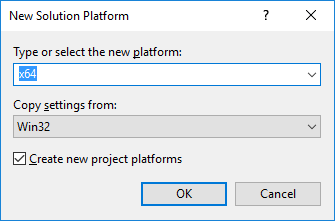 New Solution Platform
Type or select the new platform:
x64
Copy settings from:
Win32
Create new project platforms
OK
Cancel